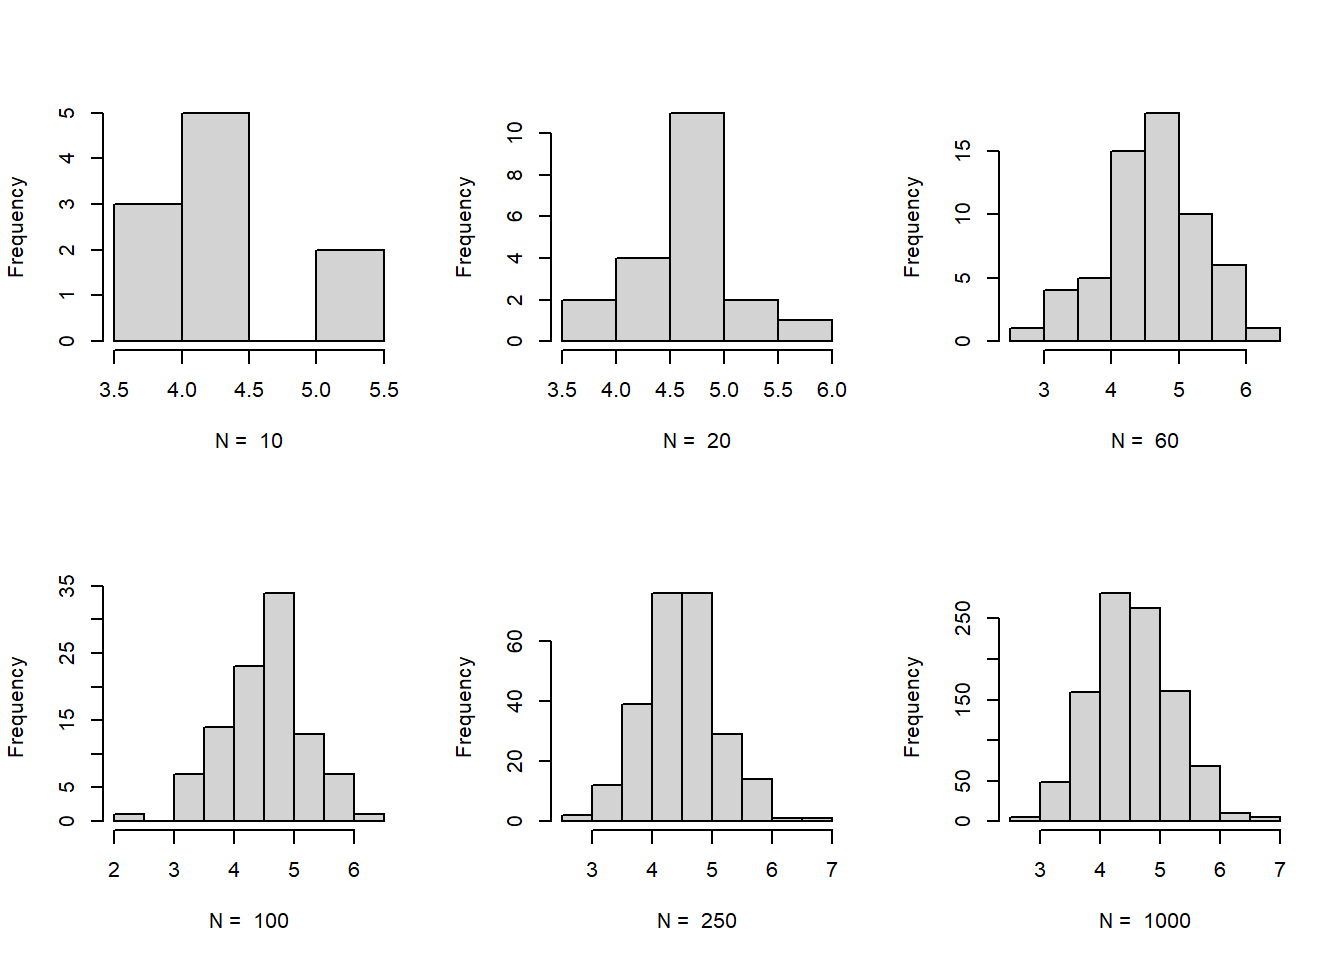 Frequency
5
4
3
2
1
0
3.5 4.0 4.5 5.0 5.5
N = 10
Frequency
10
8
6
4
2
0
3.5 4.0 4.5 5.0 5.5 6.0
N = 20
Frequency
15
10
5
0
3 4 5 6
N = 60
Frequency
35
25
15
5
0
2 3 4 5 6
N = 100
Frequency
60
40
20
0
3 4 5 6 7
N = 250
Frequency
250
150
50
0
3 4 5 6 7
N = 1000